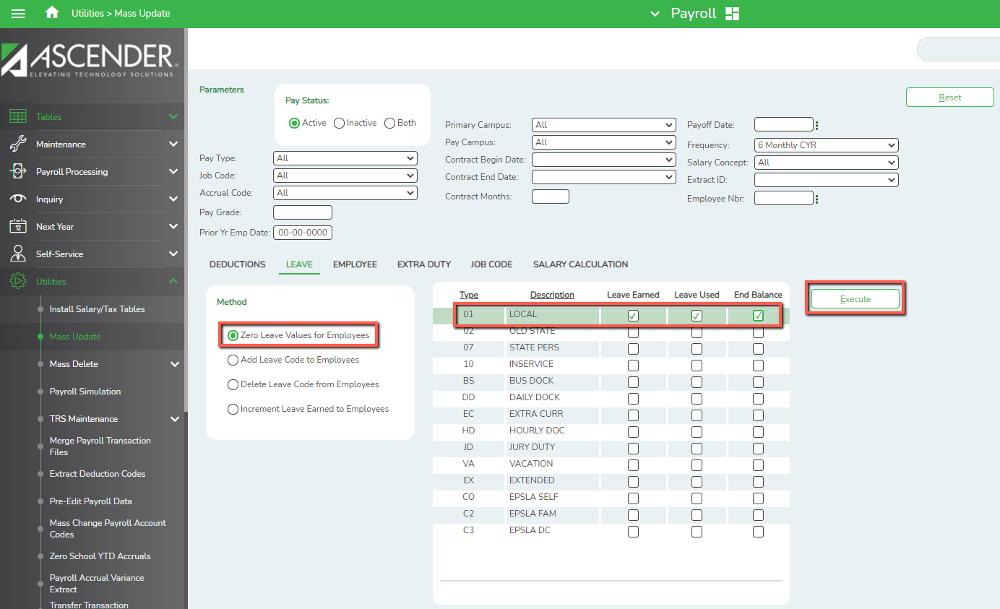 Utilities > Mass Update
Payroll
ASCENDER
ELEVATING TECHNOLOGY SOLUTIONS
Tables
Maintenance
Payroll Processing
Inquiry
12
Next Year
Self-Service
Utilities
Install Salary/Tax Tables
Mass Update
Mass Delete
Payroll Simulation
TRS Maintenance
Merge Payroll Transaction
Files
Extract Deduction Codes
Pre-Edit Payroll Data
Mass Change Payroll Account
Codes
Zero School YTD Accruals
Payroll Accrual Variance
Extract
Transfer Transaction
Parameters
Reset
Pay Status:
Active Inactive Both
Pay Type: All
Job Code: All
Accrual Code: All
Pay Grade:
Prior Yr Emp Date: 00-00-0000
Primary Campus: All
Pay Campus: All
Contract Begin Date:
Contract End Date:
Contract Months:
Payoff Date:
Frequency: 6 Monthly CYR
Salary Concept: All
Extract ID:
Employee Nbr:
DEDUCTIONS LEAVE EMPLOYEE EXTRA DUTY JOB CODE SALARY CALCULATION
Method
Zero Leave Values for Employees
Add Leave Code to Employees
Delete Leave Code from Employees
Increment Leave Earned to Employees
Type Description Leave Earned Leave Used End Balance
01 LOCAL
02 OLD STATE
07 STATE PERS
10 INSERVICE
BS BUS DOCK
DD DAILY DOCK
EC EXTRA CURR
HD HOURLY DOC
JD JURY DUTY
VA VACATION
EX EXTENDED
CO EPSLA SELF
C2 EPSLA FAM
C3 EPSLA DC
Execute